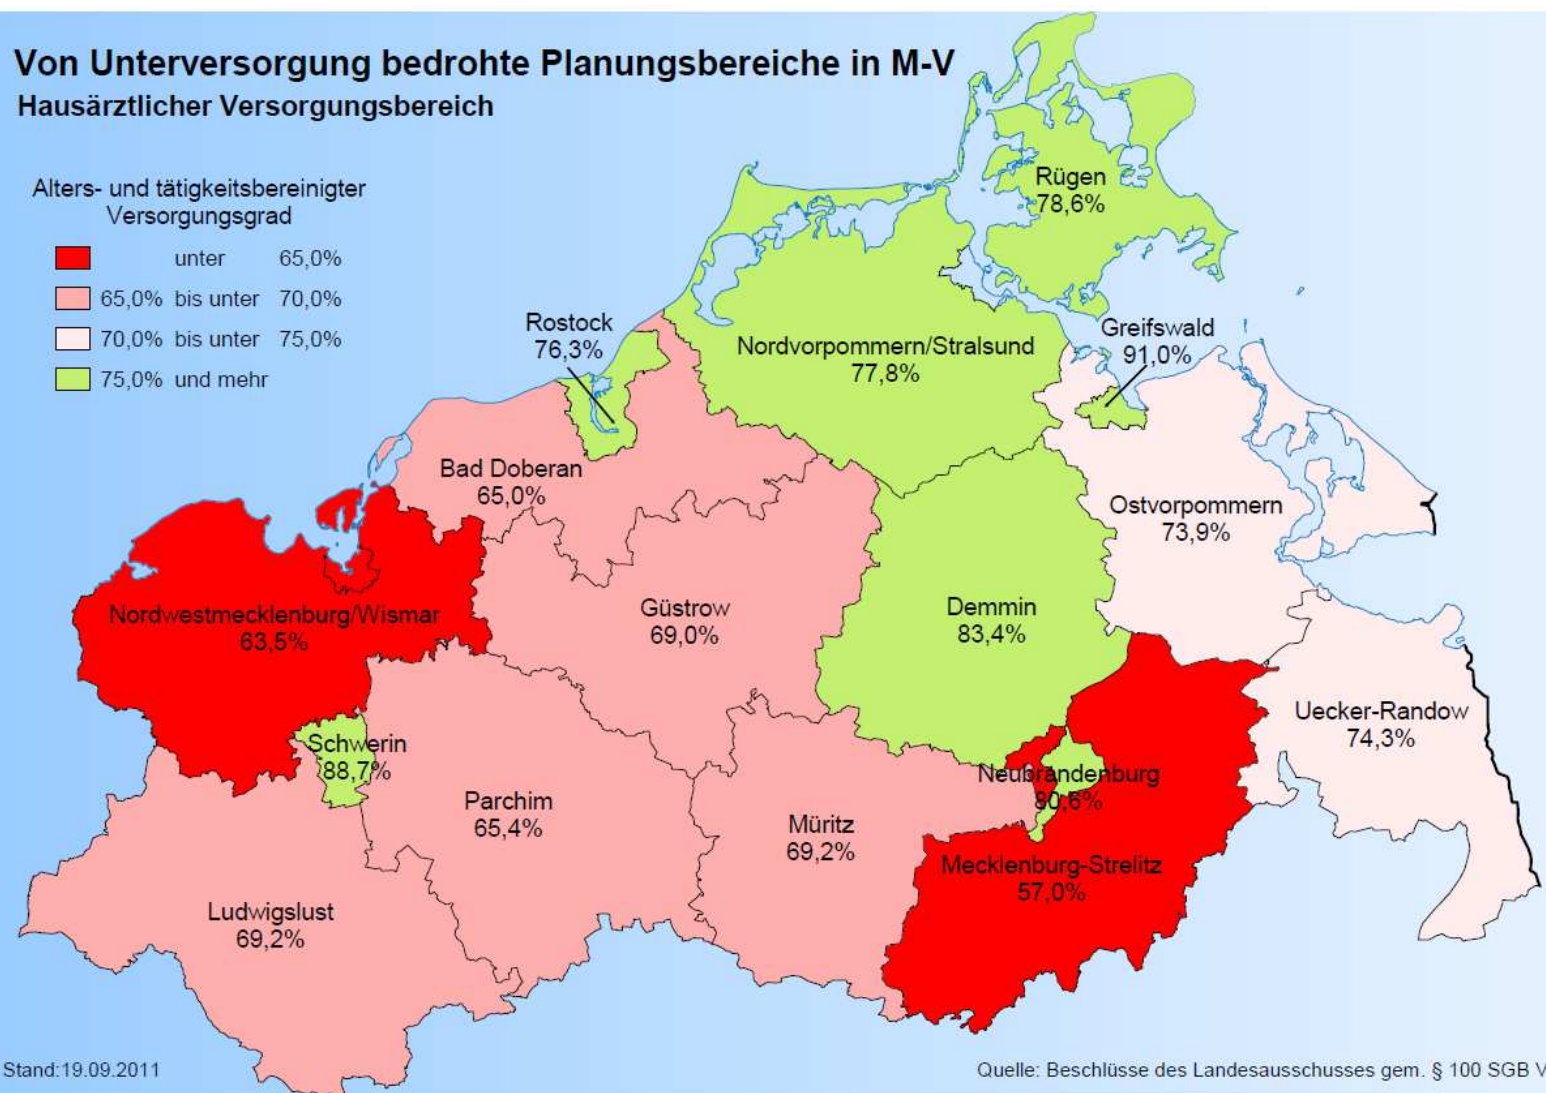 Von Unterversorgung bedrohte Planungsbereiche in M-V
Hausärztlicher Versorgungsbereich
Alters- und tätigkeitsbereinigter
Versorgungsgrad
unter 65,0%
65,0% bis unter 70,0%
70,0% bis unter 75,0%
75,0% und mehr
Rügen
78,6%
Rostock
76,3%
Nordvorpommern/Stralsund
77,8%
Greifswald
91,0%
Bad Doberan
65,0%
Ostvorpommern
73,9%
Nordwestmecklenburg/Wismar
63,5%
Güstrow
69,0%
Demmin
83,4%
Uecker-Randow
74,3%
Schwerin
88,7%
Neubrandenburg
80,6%
Parchim
65,4%
Müritz
69,2%
Mecklenburg-Strelitz
57,0%
Ludwigslust
69,2%
Stand:19.09.2011
Quelle: Beschlüsse des Landesausschusses gem. § 100 SGB V